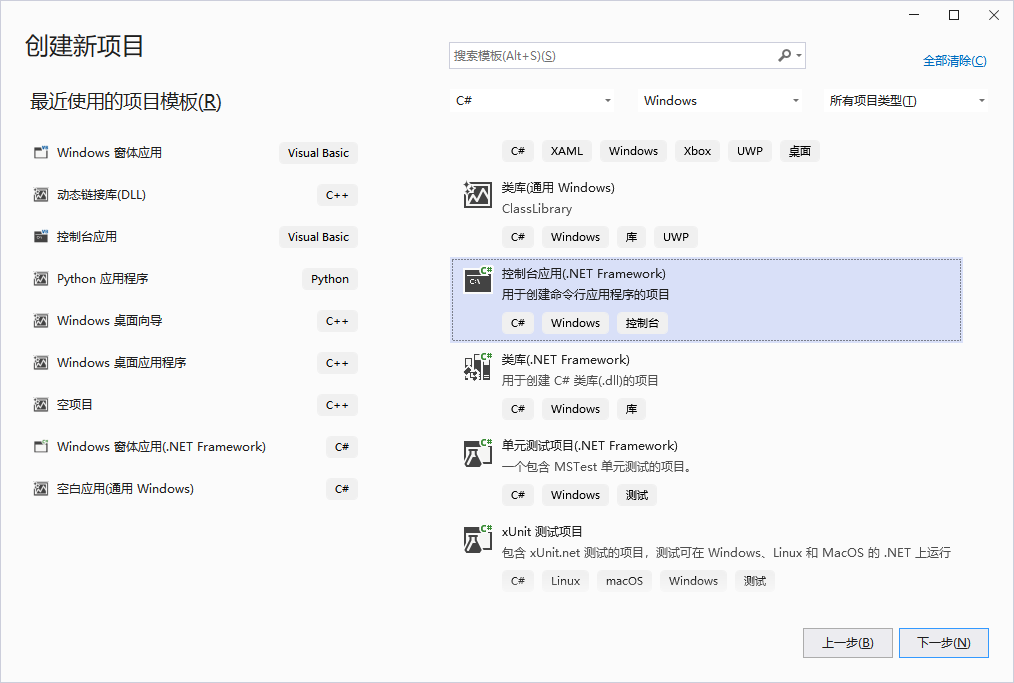 创建新项目
搜索模板(Alt+S)(S)
全部清除(C)
最近使用的项目模板(R)
C#
Windows
所有项目类型(T)
Windows 窗体应用
Visual Basic
动态链接库(DLL)
C++
控制台应用
Visual Basic
Python 应用程序
Python
Windows 桌面向导
C++
Windows 桌面应用程序
C++
空项目
C++
Windows 窗体应用(.NET Framework)
C#
空白应用(通用 Windows)
C#
C# XAML Windows Xbox UWP 桌面
类库(通用 Windows)
ClassLibrary
C# Windows 库 UWP
控制台应用(.NET Framework)
用于创建命令行应用程序的项目
C# Windows 控制台
类库(.NET Framework)
用于创建 C# 类库(.dll)的项目
C# Windows 库
单元测试项目(.NET Framework)
一个包含 MSTest 单元测试的项目。
C# Windows 测试
xUnit 测试项目
包含 xUnit.net 测试的项目，测试可在 Windows、Linux 和 MacOS 的 .NET 上运行
C# Linux macOS Windows 测试
上一步(B)
下一步(N)